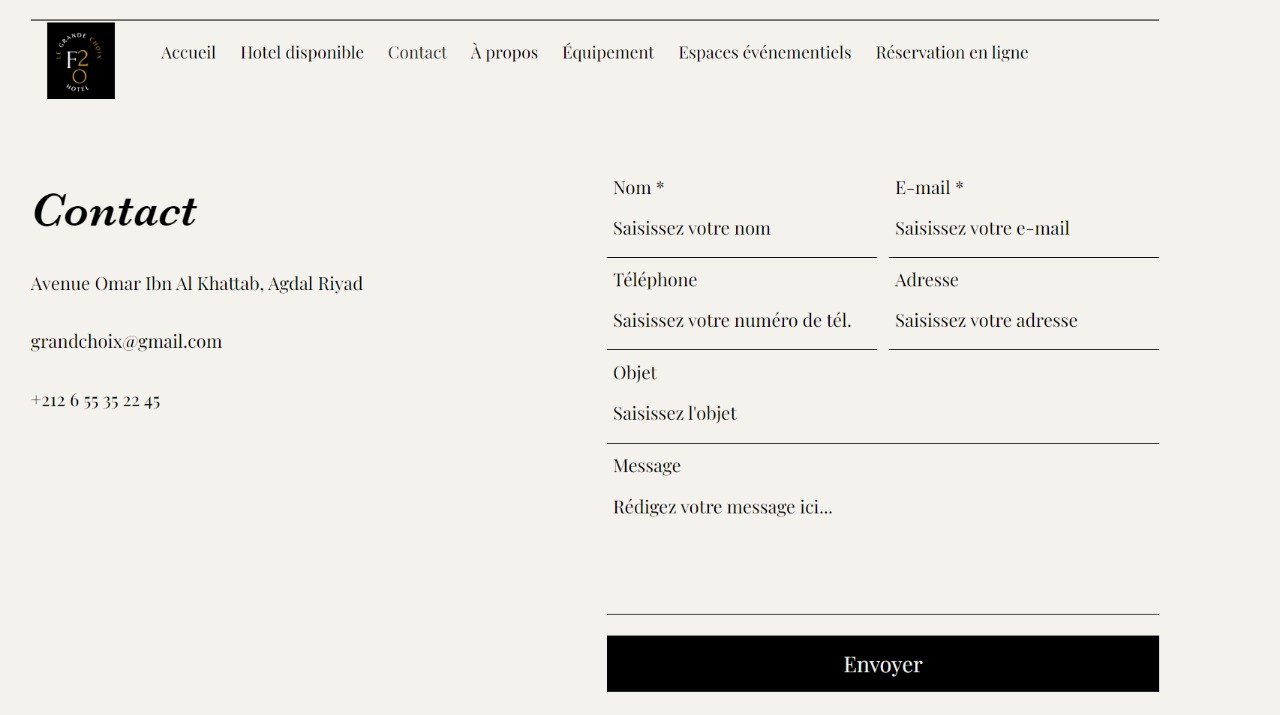 LE GRANDE CHOIX
F2O
HOTEL
Accueil Hotel disponible Contact À propos Équipement Espaces événementiels Réservation en ligne
Contact
Avenue Omar Ibn Al Khattab, Agdal Riyad
grandchoix@gmail.com
+212 6 55 35 22 45
Nom * E-mail *
Saisissez votre nom Saisissez votre e-mail
Téléphone Adresse
Saisissez votre numéro de tél. Saisissez votre adresse
Objet
Saisissez l'objet
Message
Rédigez votre message ici...
Envoyer